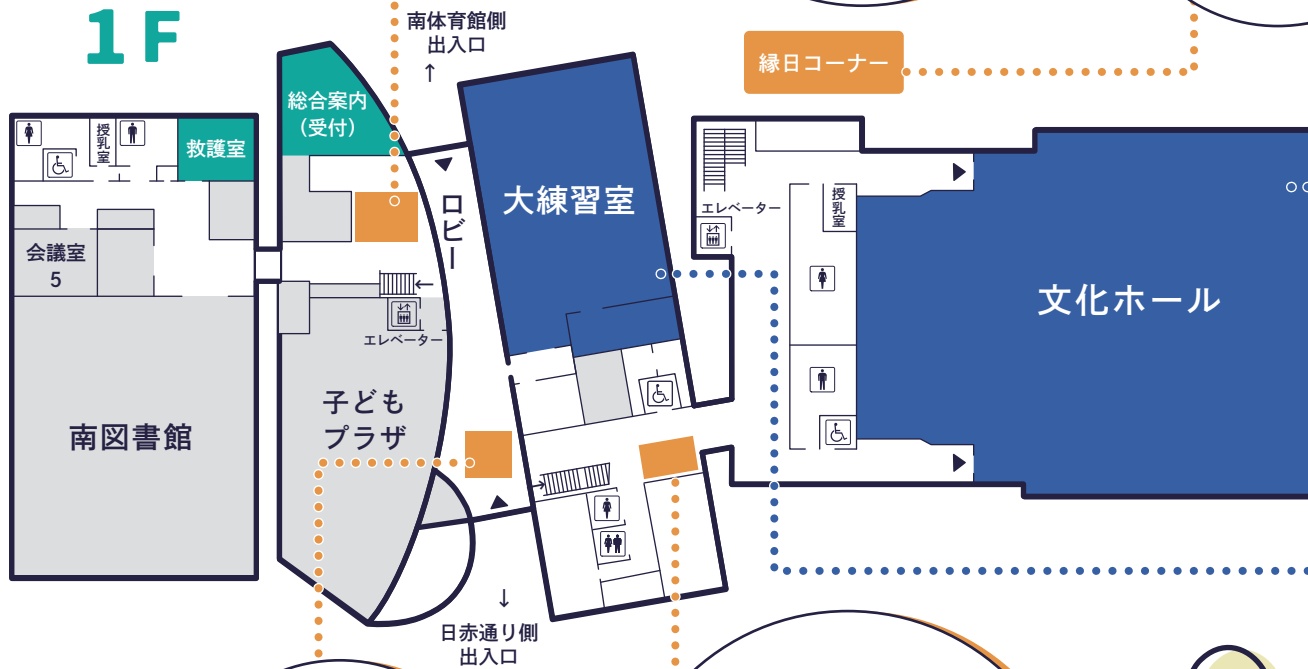 1F
南体育館側
出入口
↑
縁日コーナー
総合案内
（受付）
授乳室
救護室
ロビー
大練習室
エレベーター
授乳室
会議室
5
文化ホール
エレベーター
子ども
プラザ
南図書館
↓
日赤通り側
出入口